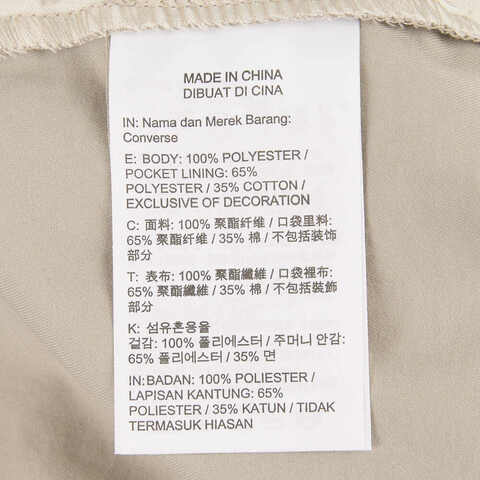 MADE IN CHINA
DIBUAT DI CINA
IN: Nama dan Merek Barang:
Converse
E: BODY: 100% POLYESTER /
POCKET LINING: 65%
POLYESTER / 35% COTTON /
EXCLUSIVE OF DECORATION
C: 面料: 100% 聚酯纤维 / 口袋里料:
65% 聚酯纤维 / 35% 棉 / 不包括装饰
部分
T: 表布: 100% 聚酯纖維 / 口袋裡布:
65% 聚酯纖維 / 35% 棉 / 不包括裝飾
部分
K: 섬유혼용율
겉감: 100% 폴리에스터 / 주머니 안감:
65% 폴리에스터 / 35% 면
IN:BADAN: 100% POLIESTER /
LAPISAN KANTUNG: 65%
POLIESTER / 35% KATUN / TIDAK
TERMASUK HIASAN